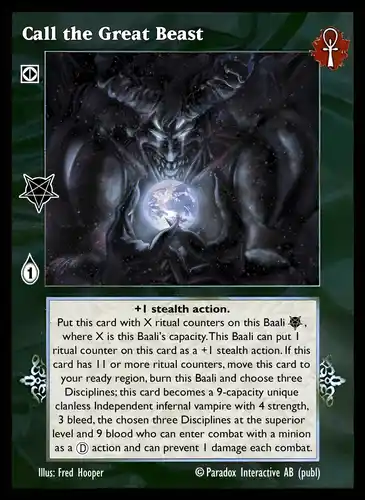 Call the Great Beast
1
+1 stealth action.
Put this card with X ritual counters on this Baali ,
where X is this Baali's capacity. This Baali can put 1
ritual counter on this card as a +1 stealth action. If this
card has 11 or more ritual counters, move this card to
your ready region, burn this Baali and choose three
Disciplines; this card becomes a 9-capacity unique
clanless Independent infernal vampire with 4 strength,
3 bleed, the chosen three Disciplines at the superior
level and 9 blood who can enter combat with a minion
as a Ⓓ action and can prevent 1 damage each combat.
Illus: Fred Hooper
© Paradox Interactive AB (publ)